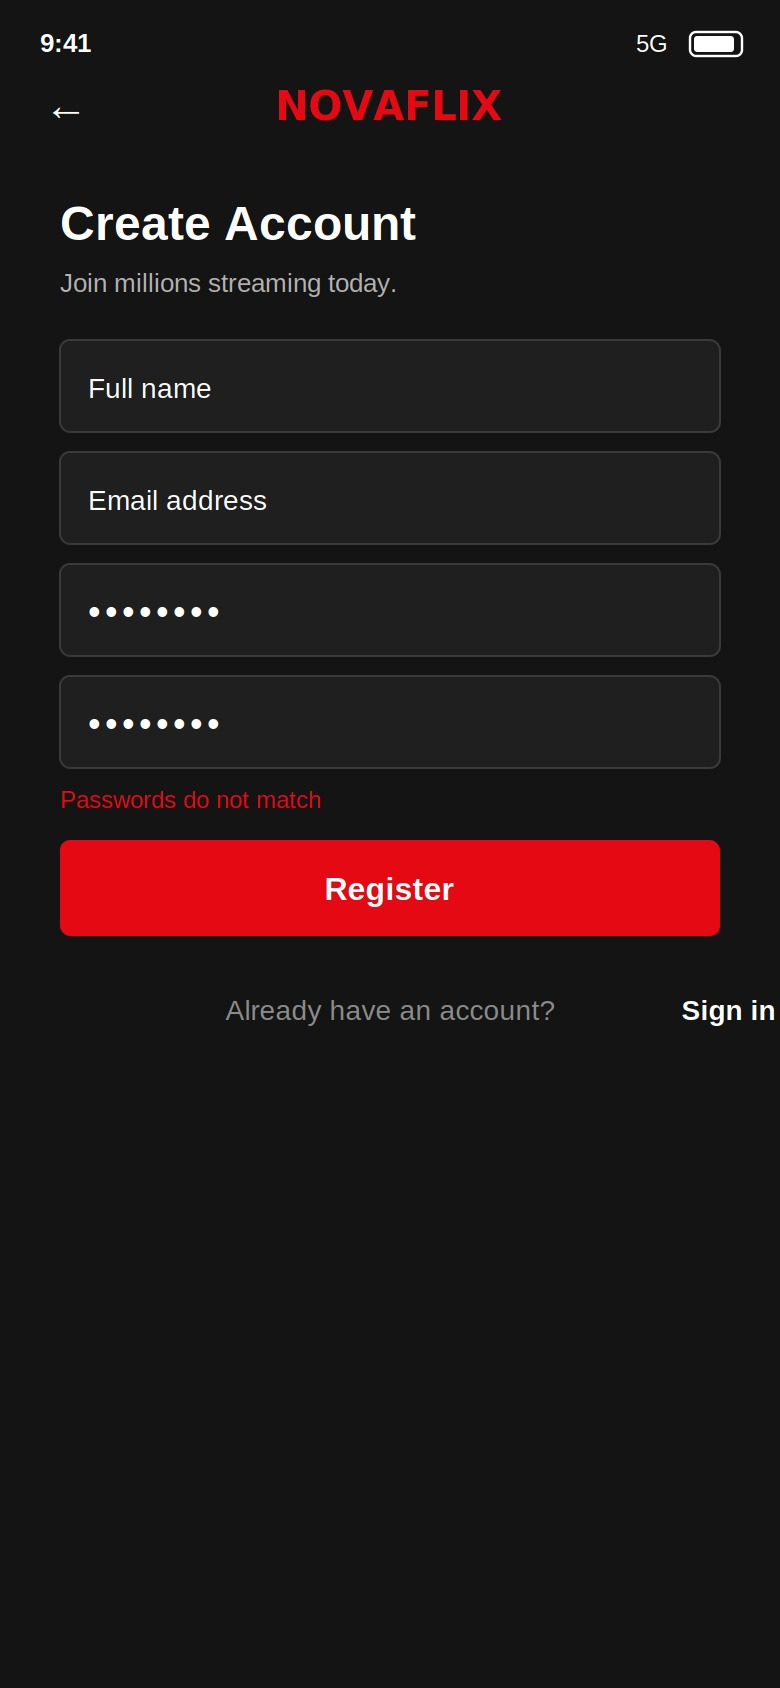 9:41 5G
← NOVAFLIX
Create Account
Join millions streaming today.
Full name
Email address
••••••••
••••••••
Passwords do not match
Register
Already have an account? Sign in